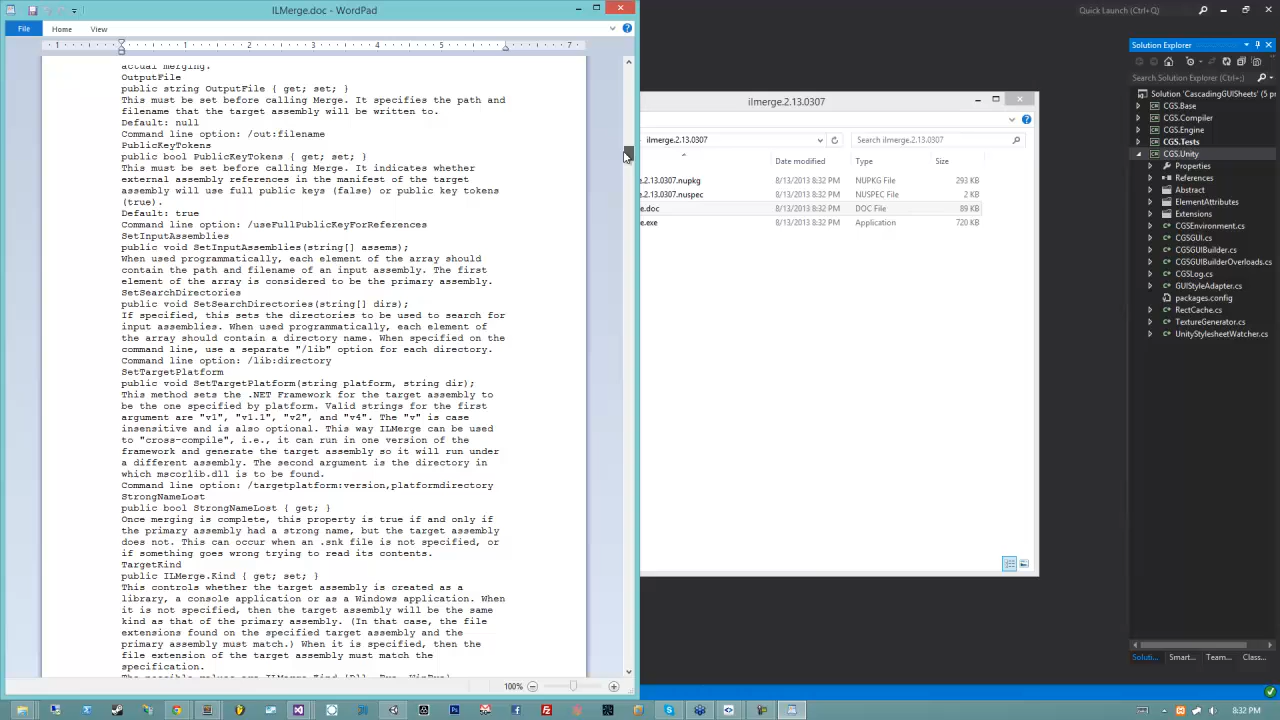 ILMerge.doc - WordPad
File
Home
View
1
1
2
3
4
5
7
actual merging.
OutputFile
public string OutputFile { get; set; }
This must be set before calling Merge. It specifies the path and
filename that the target assembly will be written to.
Default: null
Command line option: /out:filename
PublicKeyTokens
public bool PublicKeyTokens { get; set; }
This must be set before calling Merge. It indicates whether
external assembly references in the manifest of the target
assembly will use full public keys (false) or public key tokens
(true).
Default: true
Command line option: /useFullPublicKeyForReferences
SetInputAssemblies
public void SetInputAssemblies(string[] assems);
When used programmatically, each element of the array should
contain the path and filename of an input assembly. The first
element of the array is considered to be the primary assembly.
SetSearchDirectories
public void SetSearchDirectories(string[] dirs);
If specified, this sets the directories to be used to search for
input assemblies. When used programmatically, each element of
the array should contain a directory name. When specified on the
command line, use a separate "/lib" option for each directory.
Command line option: /lib:directory
SetTargetPlatform
public void SetTargetPlatform(string platform, string dir);
This method sets the .NET Framework for the target assembly to
be the one specified by platform. Valid strings for the first
argument are "v1", "v1.1", "v2", and "v4". The "v" is case
insensitive and is also optional. This way ILMerge can be used
to "cross-compile", i.e., it can run in one version of the
framework and generate the target assembly so it will run under
a different assembly. The second argument is the directory in
which mscorlib.dll is to be found.
Command line option: /targetplatform:version,platformdirectory
StrongNameLost
public bool StrongNameLost { get; }
Once merging is complete, this property is true if and only if
the primary assembly had a strong name, but the target assembly
does not. This can occur when an .snk file is not specified, or
if something goes wrong trying to read its contents.
TargetKind
public ILMerge.Kind { get; set; }
This controls whether the target assembly is created as a
library, a console application or as a Windows application. When
it is not specified, then the target assembly will be the same
kind as that of the primary assembly. (In that case, the file
extensions found on the specified target assembly and the
primary assembly must match.) When it is specified, then the
file extension of the target assembly must match the
specification.
100%
ilmerge.2.13.0307
ilmerge.2.13.0307
Search ilmerge.2.13.0307
Date modified
Type
Size
e.2.13.0307.nupkg
8/13/2013 8:32 PM
NUPKG File
293 KB
e.2.13.0307.nuspec
8/13/2013 8:32 PM
NUSPEC File
2 KB
e.doc
8/13/2013 8:32 PM
DOC File
89 KB
e.exe
8/13/2013 8:32 PM
Application
720 KB
Quick Launch (Ctrl+Q)
Solution Explorer
Search Solution Explorer (Ctrl+;)
Solution 'CascadingGUISheets' (5 pr
CGS.Base
CGS.Compiler
CGS.Engine
CGS.Tests
CGS.Unity
Properties
References
Abstract
ElementAttributes
Extensions
CGSEnvironment.cs
CGSGUI.cs
CGSGUIBuilder.cs
CGSGUIBuilderOverloads.cs
CGSLog.cs
GUIStyleAdapter.cs
packages.config
RectCache.cs
TextureGenerator.cs
UnityStylesheetWatcher.cs
Soluti...
Smart...
Team...
Class...
8:32 PM